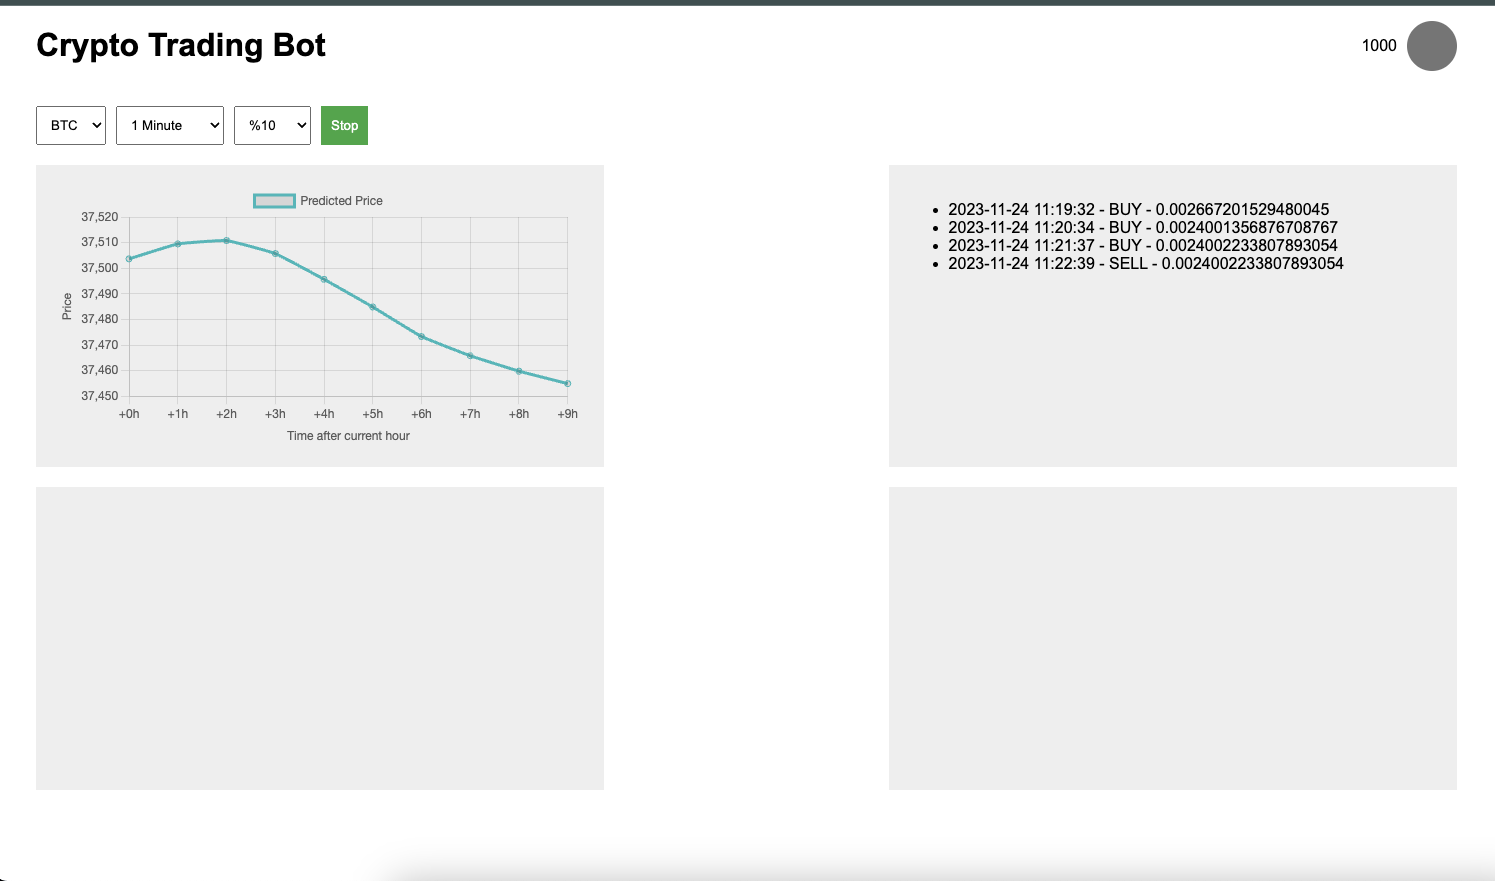 Crypto Trading Bot
1000
BTC
1 Minute
%10
Stop
Predicted Price
37,520
37,510
37,500
37,490
37,480
37,470
37,460
37,450
Price
+0h +1h +2h +3h +4h +5h +6h +7h +8h +9h
Time after current hour
2023-11-24 11:19:32 - BUY - 0.002667201529480045
2023-11-24 11:20:34 - BUY - 0.0024001356876708767
2023-11-24 11:21:37 - BUY - 0.0024002233807893054
2023-11-24 11:22:39 - SELL - 0.0024002233807893054